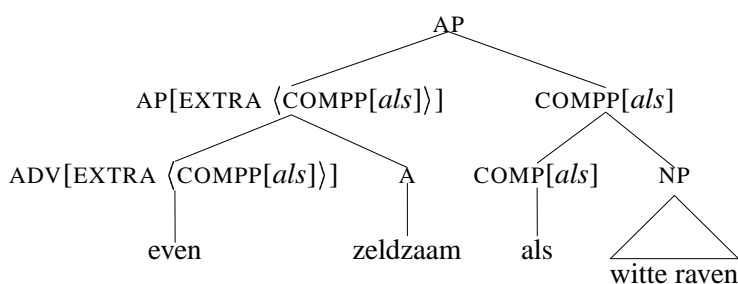 AP
AP[EXTRA ⟨COMPP[als]⟩] COMPP[als]
ADV[EXTRA ⟨COMPP[als]⟩] A COMP[als] NP
even zeldzaam als witte raven